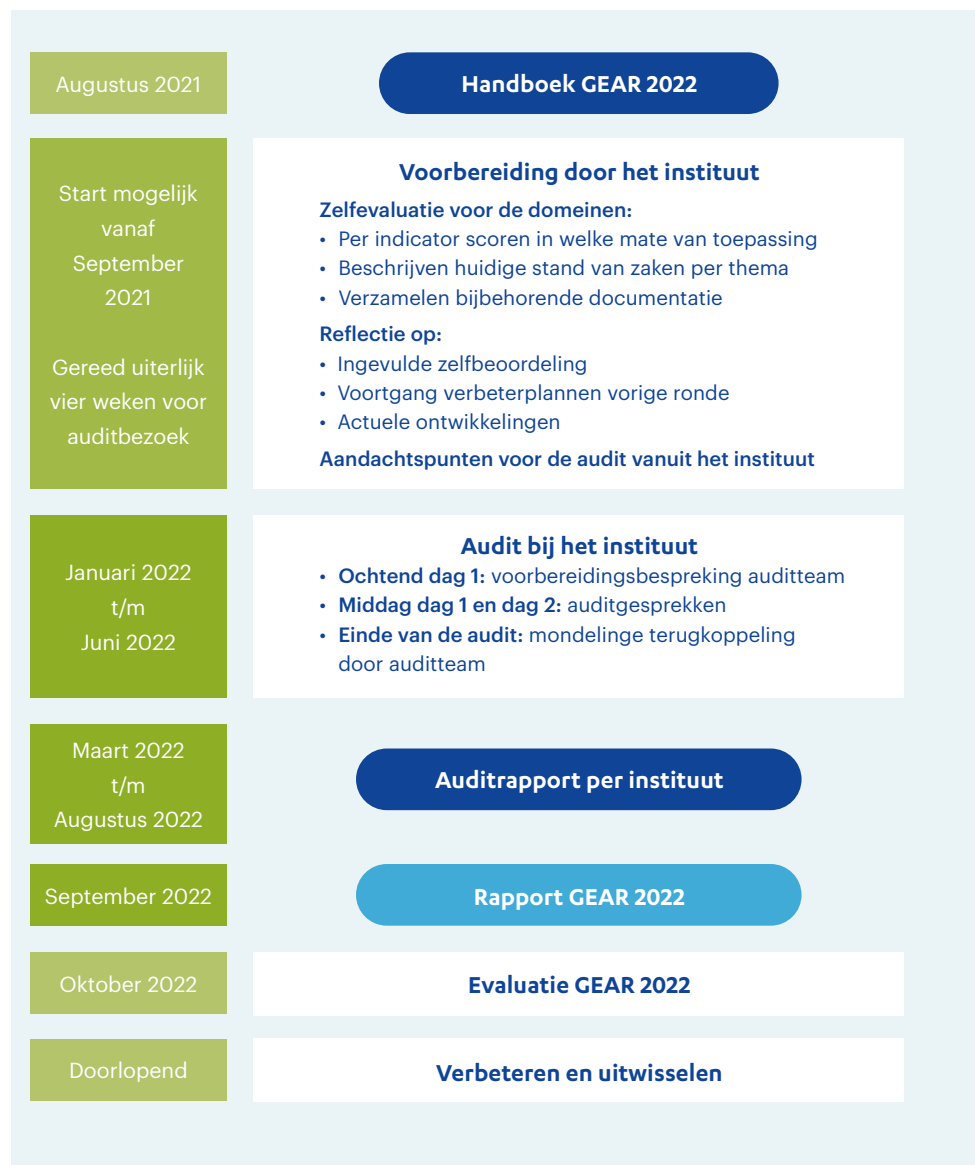 Augustus 2021
Handboek GEAR 2022
Start mogelijk
vanaf
September
2021
Gereed uiterlijk
vier weken voor
auditbezoek
Voorbereiding door het instituut
Zelfevaluatie voor de domeinen:
• Per indicator scoren in welke mate van toepassing
• Beschrijven huidige stand van zaken per thema
• Verzamelen bijbehorende documentatie
Reflectie op:
• Ingevulde zelfbeoordeling
• Voortgang verbeterplannen vorige ronde
• Actuele ontwikkelingen
Aandachtspunten voor de audit vanuit het instituut
Januari 2022
t/m
Juni 2022
Audit bij het instituut
• Ochtend dag 1: voorbereidingsbespreking auditteam
• Middag dag 1 en dag 2: auditgesprekken
• Einde van de audit: mondelinge terugkoppeling
door auditteam
Maart 2022
t/m
Augustus 2022
Auditrapport per instituut
September 2022
Rapport GEAR 2022
Oktober 2022
Evaluatie GEAR 2022
Doorlopend
Verbeteren en uitwisselen